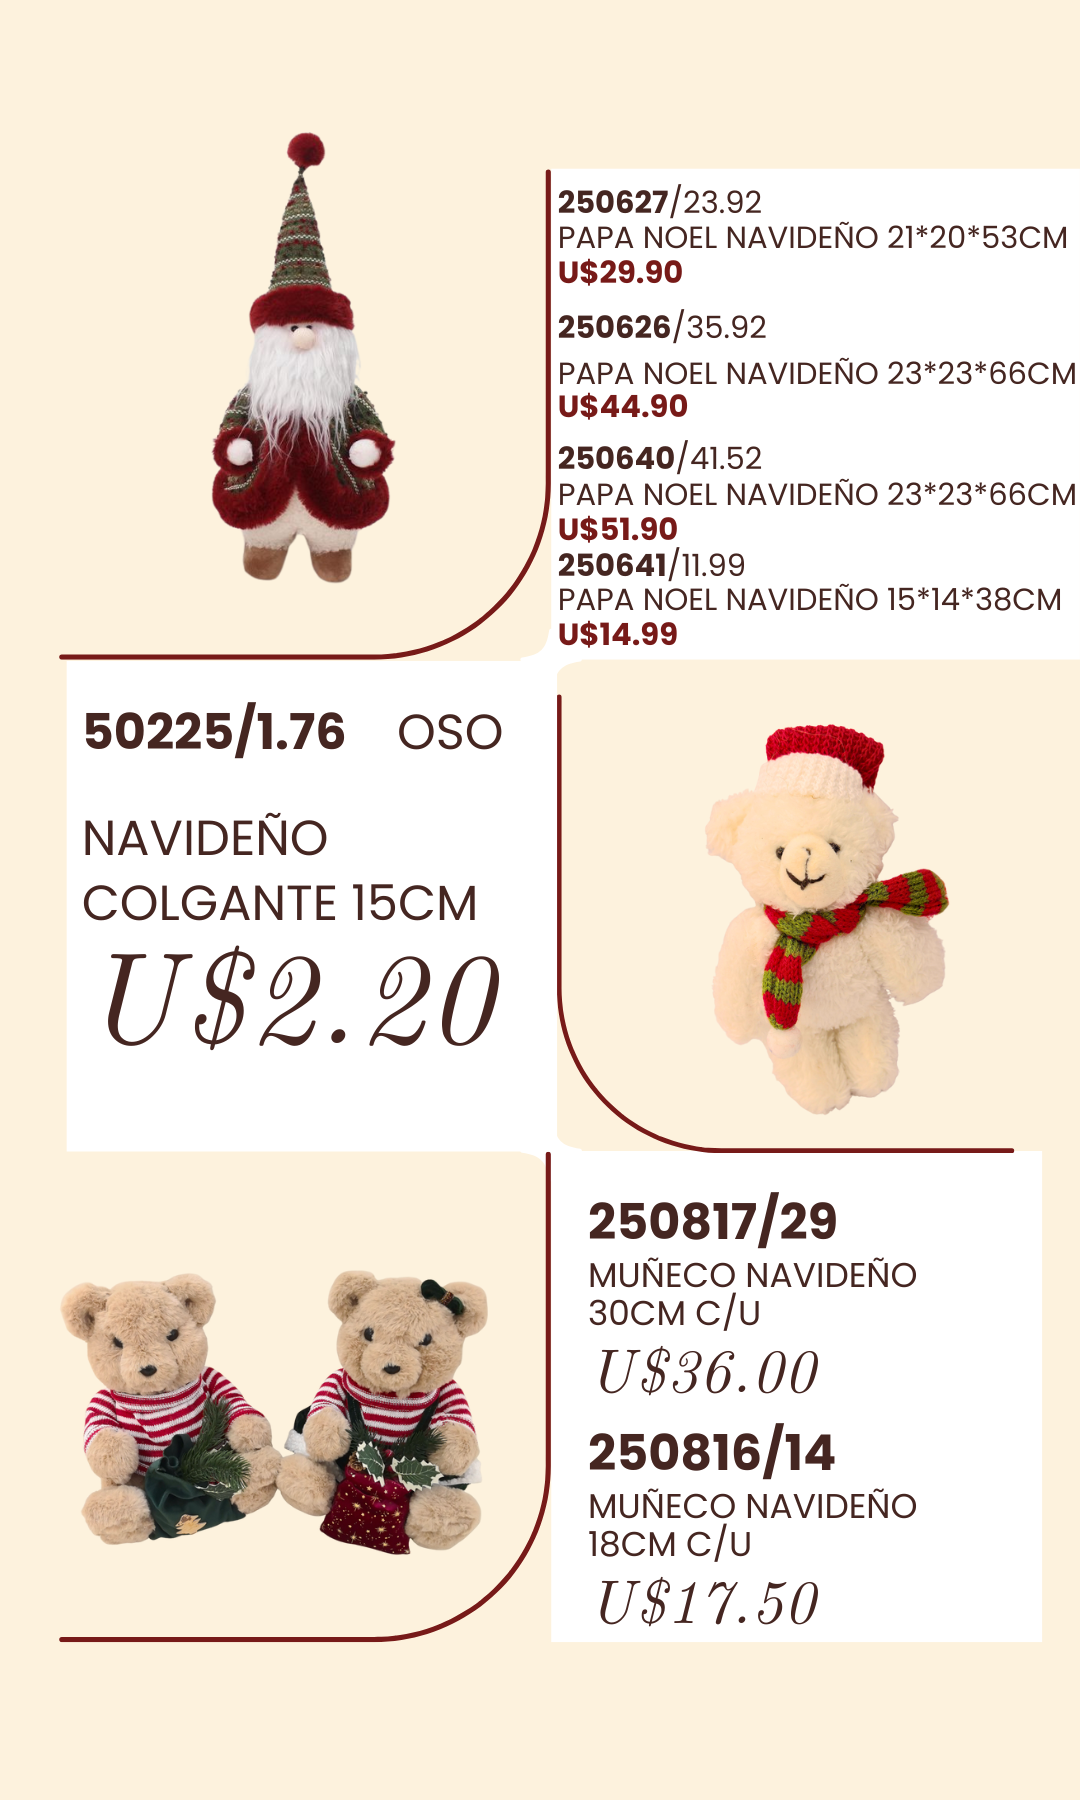 250627/23.92
PAPA NOEL NAVIDEÑO 21*20*53CM
U$29.90
250626/35.92
PAPA NOEL NAVIDEÑO 23*23*66CM
U$44.90
250640/41.52
PAPA NOEL NAVIDEÑO 23*23*66CM
U$51.90
250641/11.99
PAPA NOEL NAVIDEÑO 15*14*38CM
U$14.99
50225/1.76 OSO
NAVIDEÑO
COLGANTE 15CM
U$2.20
250817/29
MUÑECO NAVIDEÑO
30CM C/U
U$36.00
250816/14
MUÑECO NAVIDEÑO
18CM C/U
U$17.50